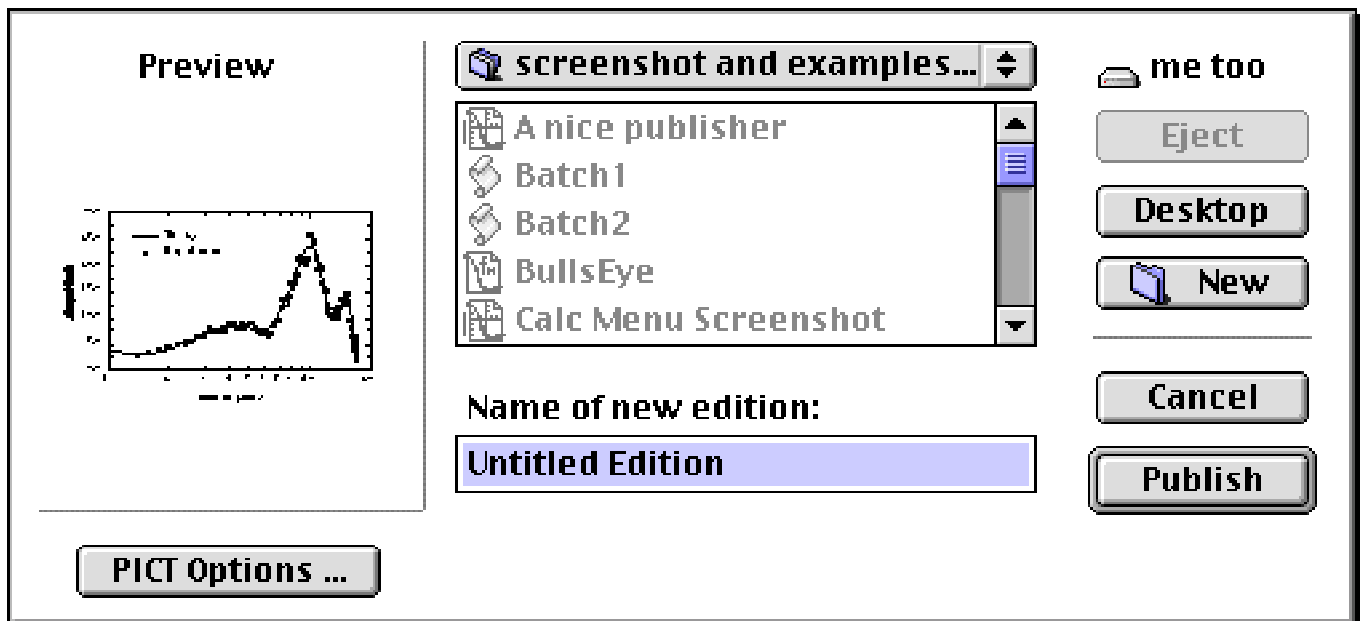 Preview
screenshot and examples...
me too
A nice publisher
Batch1
Batch2
BullsEye
Calc Menu Screenshot
Eject
Desktop
New
Name of new edition:
Untitled Edition
Cancel
Publish
PICT Options ...